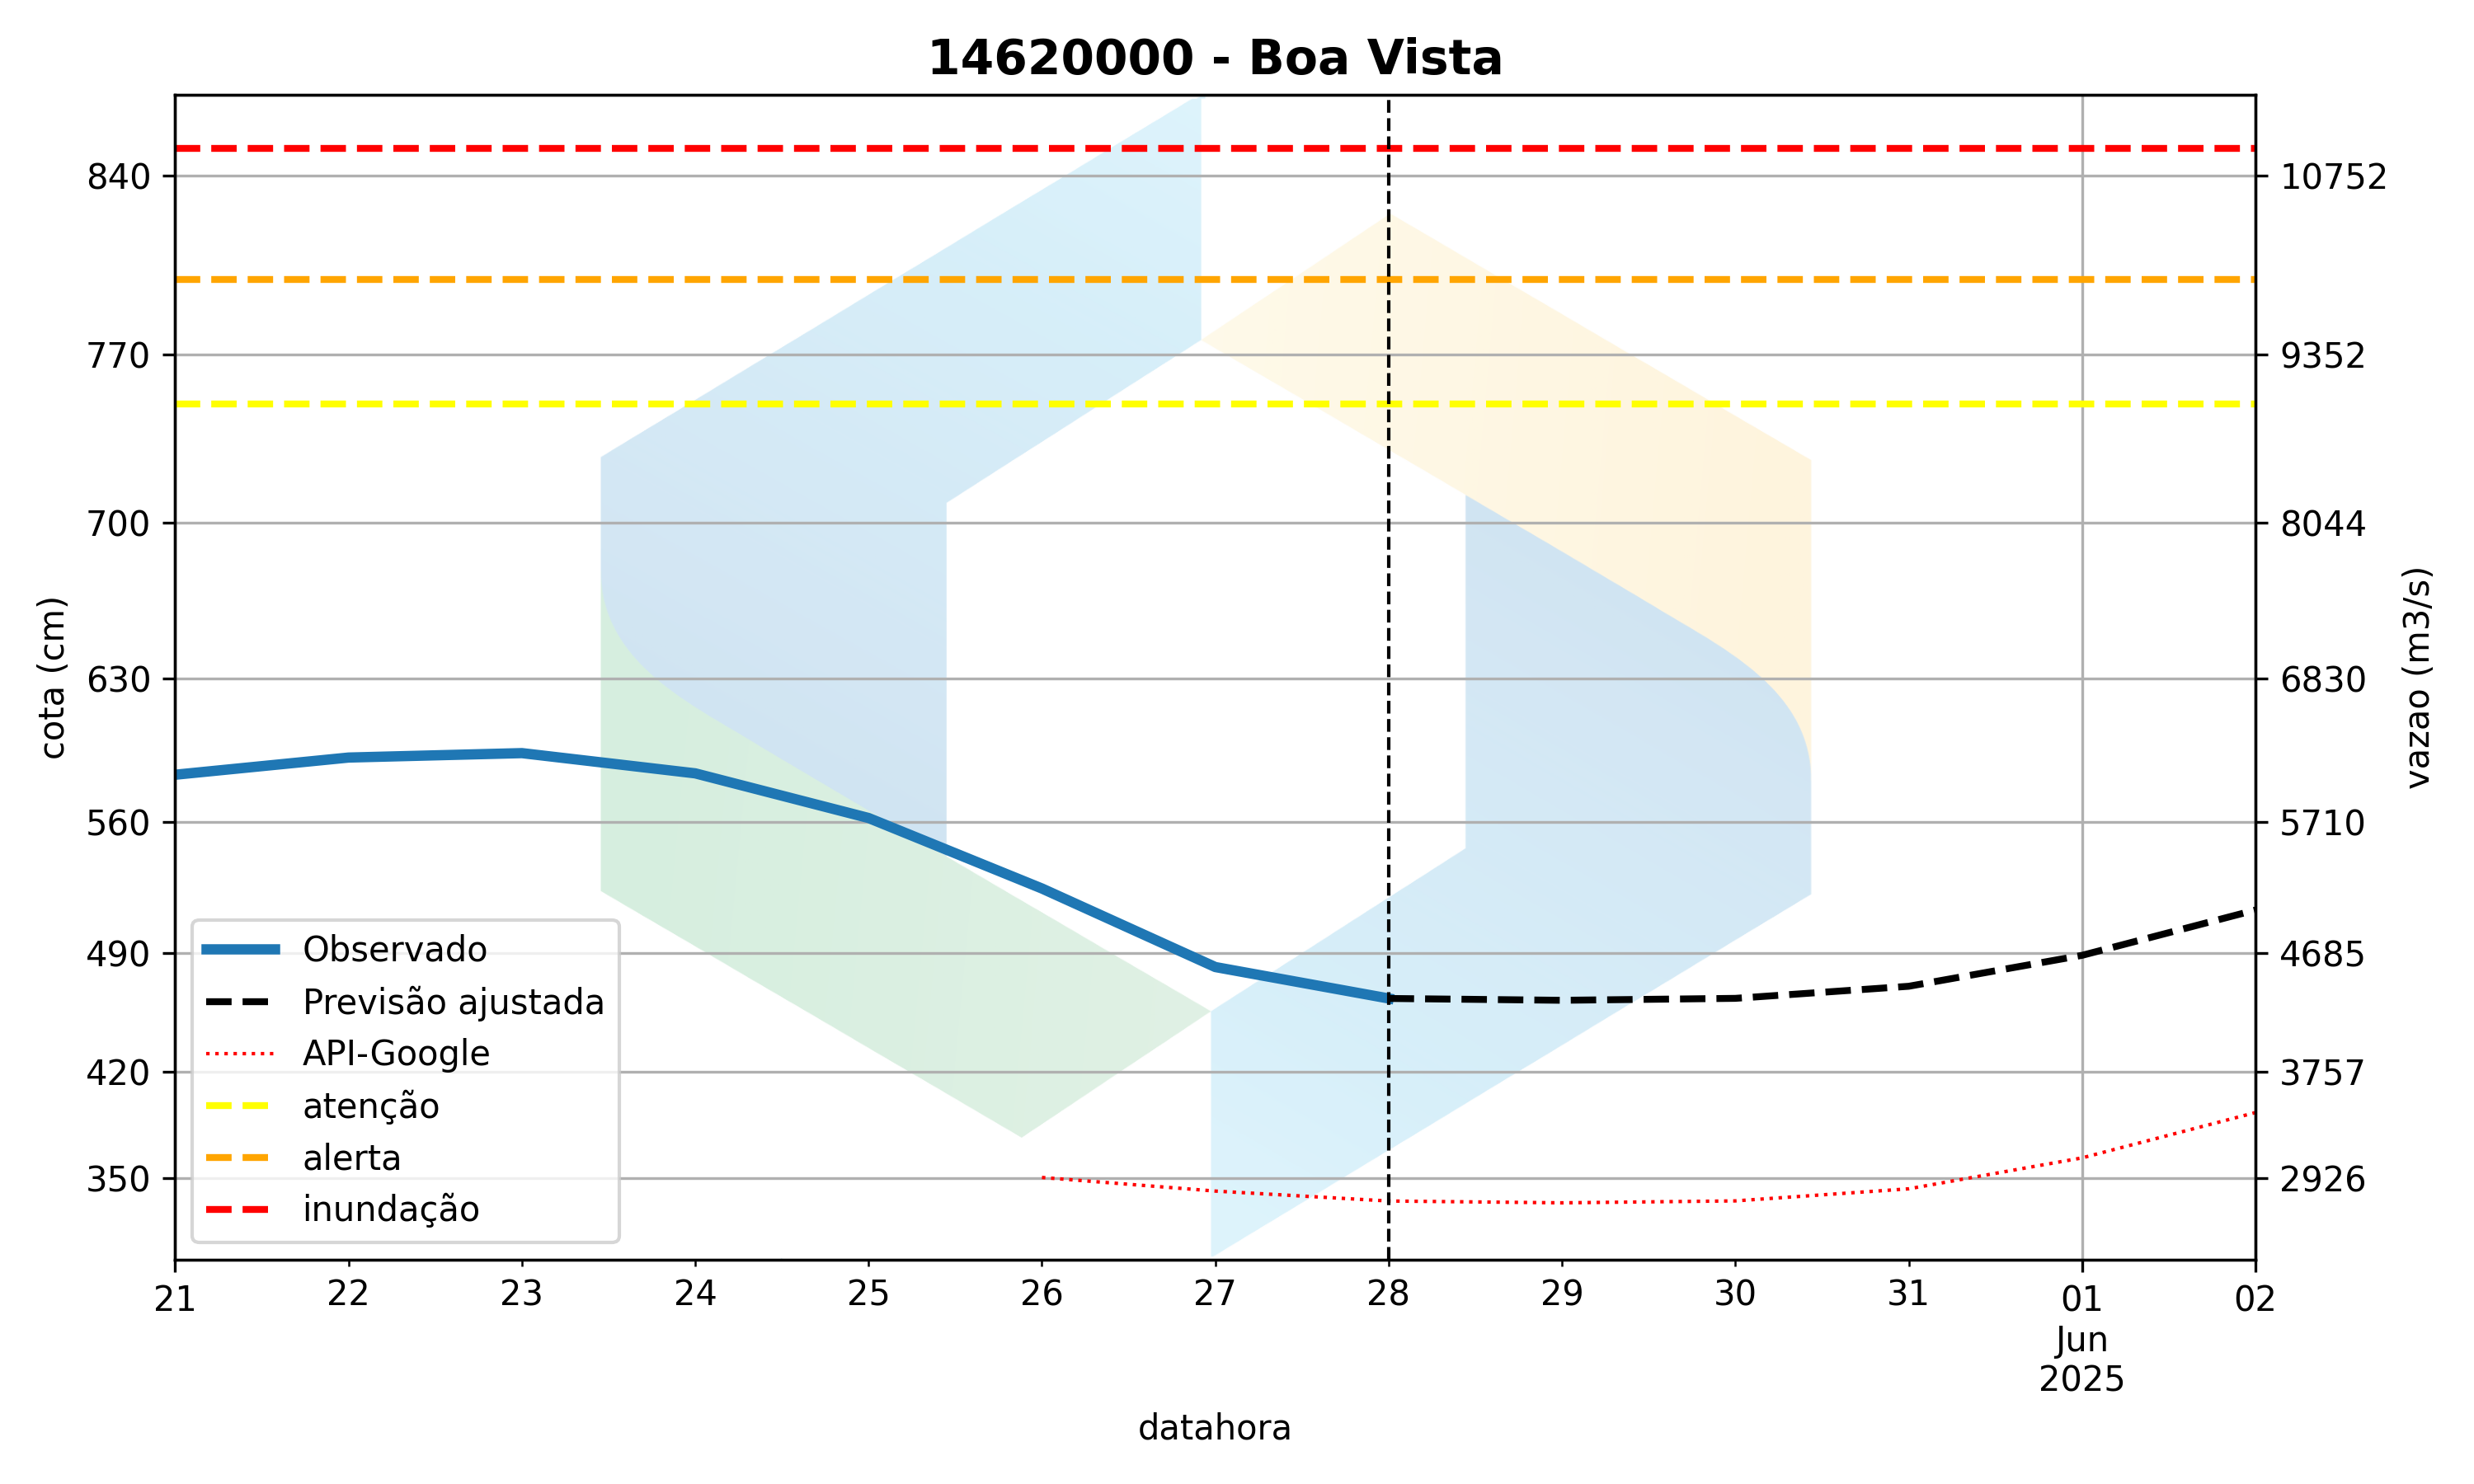 14620000 - Boa Vista
cota (cm)
840
770
700
630
560
490
420
350
10752
9352
8044
6830
5710
4685
3757
2926
vazao (m3/s)
Observado
Previsão ajustada
API-Google
atenção
alerta
inundação
21 22 23 24 25 26 27 28 29 30 31 01 02
Jun
2025
datahora